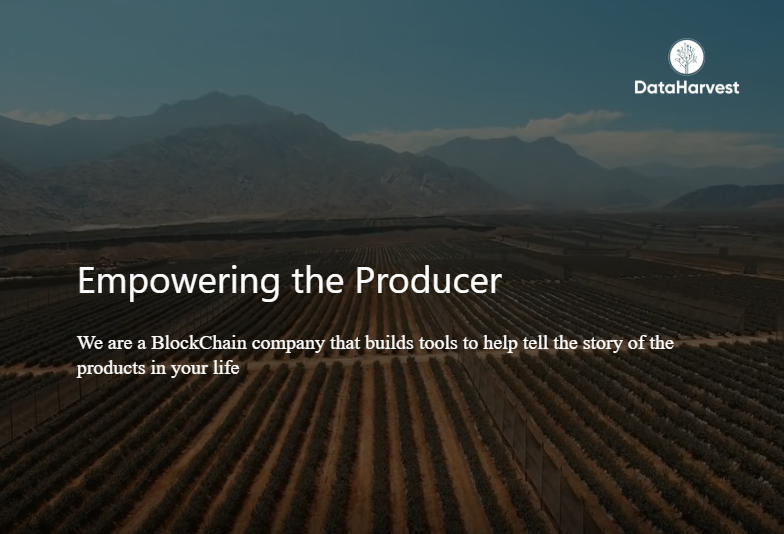 DataHarvest
Empowering the Producer
We are a BlockChain company that builds tools to help tell the story of the
products in your life